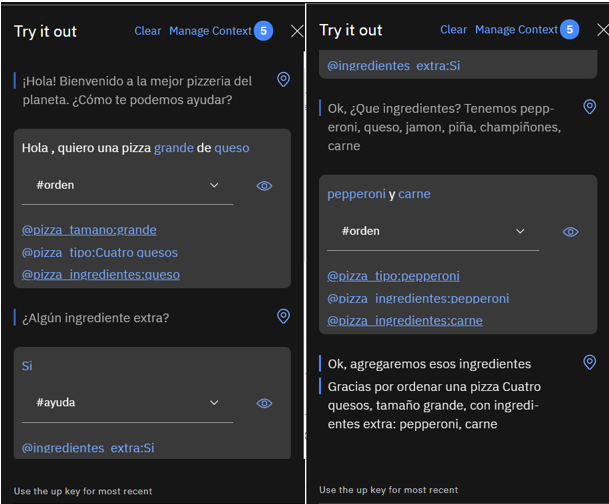 Try it out
Clear Manage Context 5
¡Hola! Bienvenido a la mejor pizzeria del
planeta. ¿Cómo te podemos ayudar?
Hola , quiero una pizza grande de queso
#orden
@pizza_tamano:grande
@pizza_tipo:Cuatro quesos
@pizza_ingredientes:queso
¿Algún ingrediente extra?
Si
#ayuda
@ingredientes_extra:Si
Use the up key for most recent
Try it out
Clear Manage Context 5
@ingredientes_extra:Si
Ok, ¿Que ingredientes? Tenemos pepp-
eroni, queso, jamon, piña, champiñones,
carne
pepperoni y carne
#orden
@pizza_tipo:pepperoni
@pizza_ingredientes:pepperoni
@pizza_ingredientes:carne
Ok, agregaremos esos ingredientes
Gracias por ordenar una pizza Cuatro
quesos, tamaño grande, con ingredi-
entes extra: pepperoni, carne
Use the up key for most recent